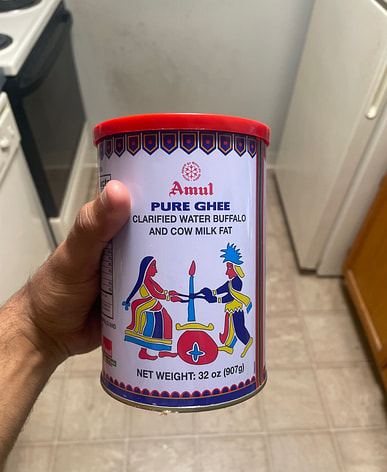 Amul
PURE GHEE
CLARIFIED WATER BUFFALO
AND COW MILK FAT
NET WEIGHT: 32 oz (907g)